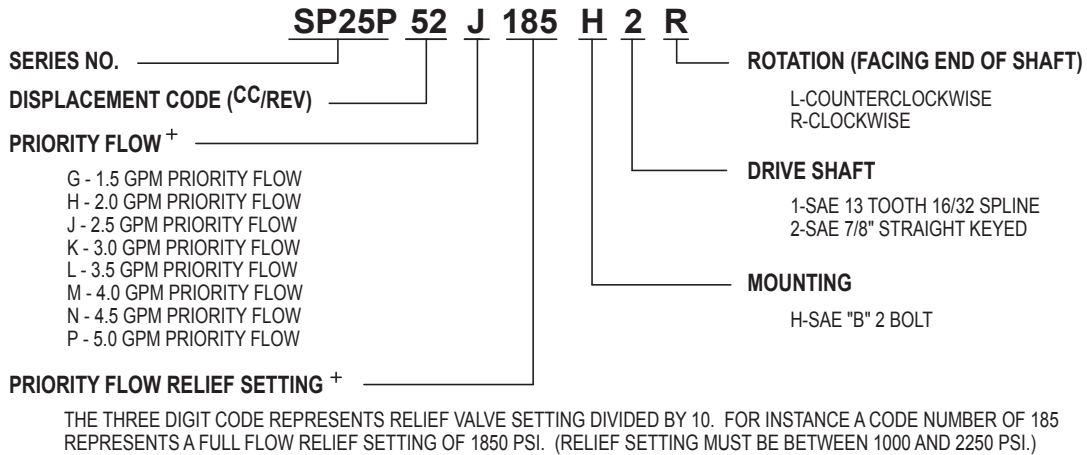 SP25P 52 J 185 H 2 R
SERIES NO.
DISPLACEMENT CODE (CC/REV)
PRIORITY FLOW +
G - 1.5 GPM PRIORITY FLOW
H - 2.0 GPM PRIORITY FLOW
J - 2.5 GPM PRIORITY FLOW
K - 3.0 GPM PRIORITY FLOW
L - 3.5 GPM PRIORITY FLOW
M - 4.0 GPM PRIORITY FLOW
N - 4.5 GPM PRIORITY FLOW
P - 5.0 GPM PRIORITY FLOW
PRIORITY FLOW RELIEF SETTING +
THE THREE DIGIT CODE REPRESENTS RELIEF VALVE SETTING DIVIDED BY 10. FOR INSTANCE A CODE NUMBER OF 185
REPRESENTS A FULL FLOW RELIEF SETTING OF 1850 PSI. (RELIEF SETTING MUST BE BETWEEN 1000 AND 2250 PSI.)
ROTATION (FACING END OF SHAFT)
L-COUNTERCLOCKWISE
R-CLOCKWISE
DRIVE SHAFT
1-SAE 13 TOOTH 16/32 SPLINE
2-SAE 7/8" STRAIGHT KEYED
MOUNTING
H-SAE "B" 2 BOLT